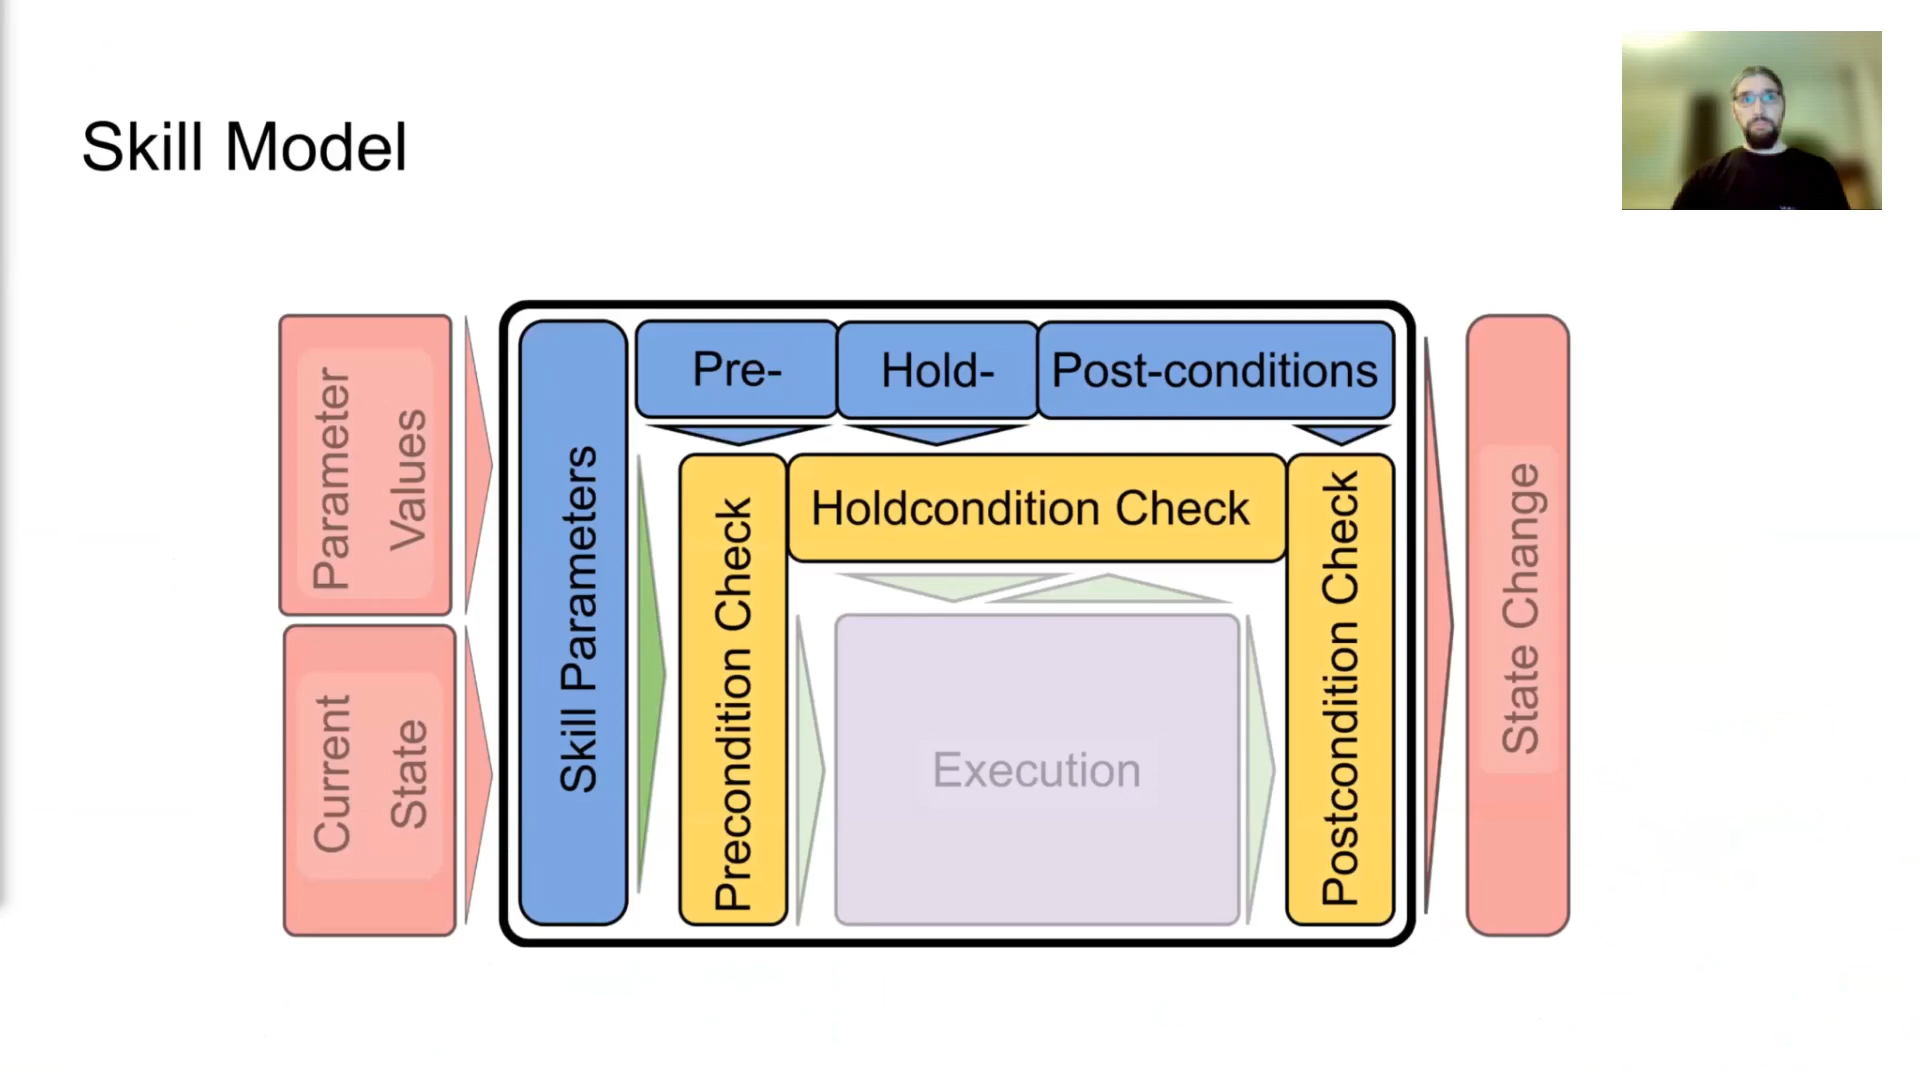 Skill Model
Parameter
Values
Current
State
Skill Parameters
Pre-
Hold-
Post-conditions
Precondition Check
Holdcondition Check
Execution
Postcondition Check
State Change